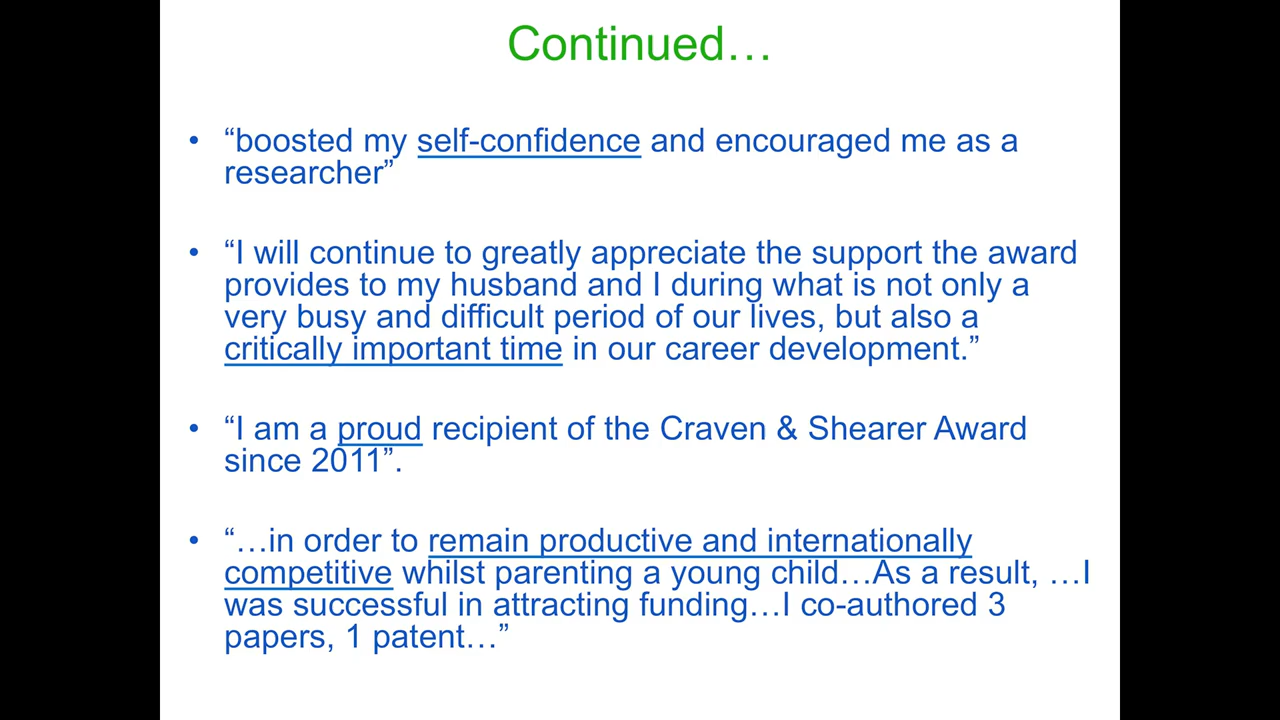 Continued…
• “boosted my self-confidence and encouraged me as a
researcher”
• “I will continue to greatly appreciate the support the award
provides to my husband and I during what is not only a
very busy and difficult period of our lives, but also a
critically important time in our career development.”
• “I am a proud recipient of the Craven & Shearer Award
since 2011”.
• “…in order to remain productive and internationally
competitive whilst parenting a young child…As a result, …I
was successful in attracting funding…I co-authored 3
papers, 1 patent…”